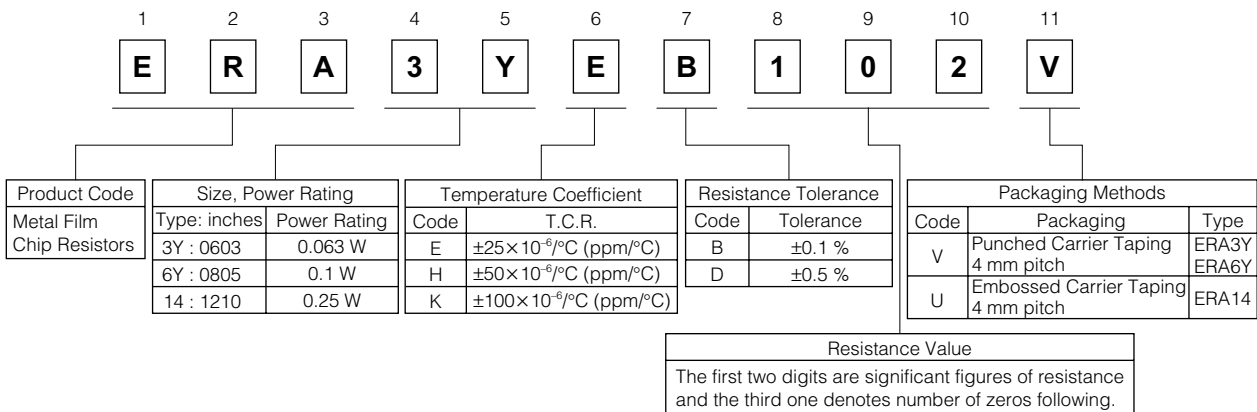 1 2 3 4 5 6 7 8 9 10 11
E R A 3 Y E B 1 0 2 V
Product Code
Metal Film
Chip Resistors
Size, Power Rating
Type: inches Power Rating
3Y : 0603 0.063 W
6Y : 0805 0.1 W
14 : 1210 0.25 W
Temperature Coefficient
Code T.C.R.
E ±25×10⁻⁶/°C (ppm/°C)
H ±50×10⁻⁶/°C (ppm/°C)
K ±100×10⁻⁶/°C (ppm/°C)
Resistance Tolerance
Code Tolerance
B ±0.1 %
D ±0.5 %
Packaging Methods
Code Packaging Type
V Punched Carrier Taping ERA3Y
4 mm pitch ERA6Y
U Embossed Carrier Taping ERA14
4 mm pitch
Resistance Value
The first two digits are significant figures of resistance
and the third one denotes number of zeros following.